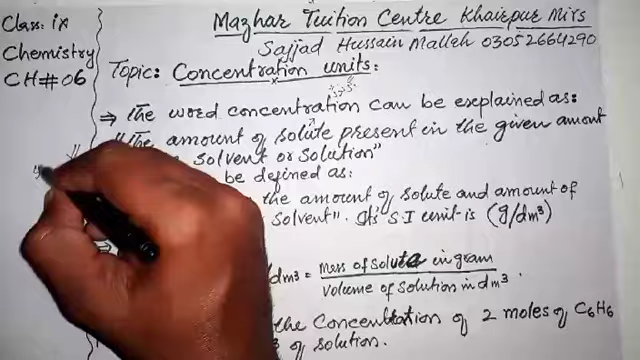 Class: ix
Chemistry
CH#06
Mazhar Tuition Centre Khairpur Mirs
Sajjad Hussain Mallah 03052664290
Topic: Concentration units:
⇒ The word concentration can be explained as:
"The amount of solute present in the given amont
solvent or solution"
be defined as:
the amount of solute and amount of
solvent". It's S.I unit is (g/dm³)
dm³ = Mass of solute in gram
Volume of solution in dm³.
the Concentration of 2 moles of C6H6
of solution.